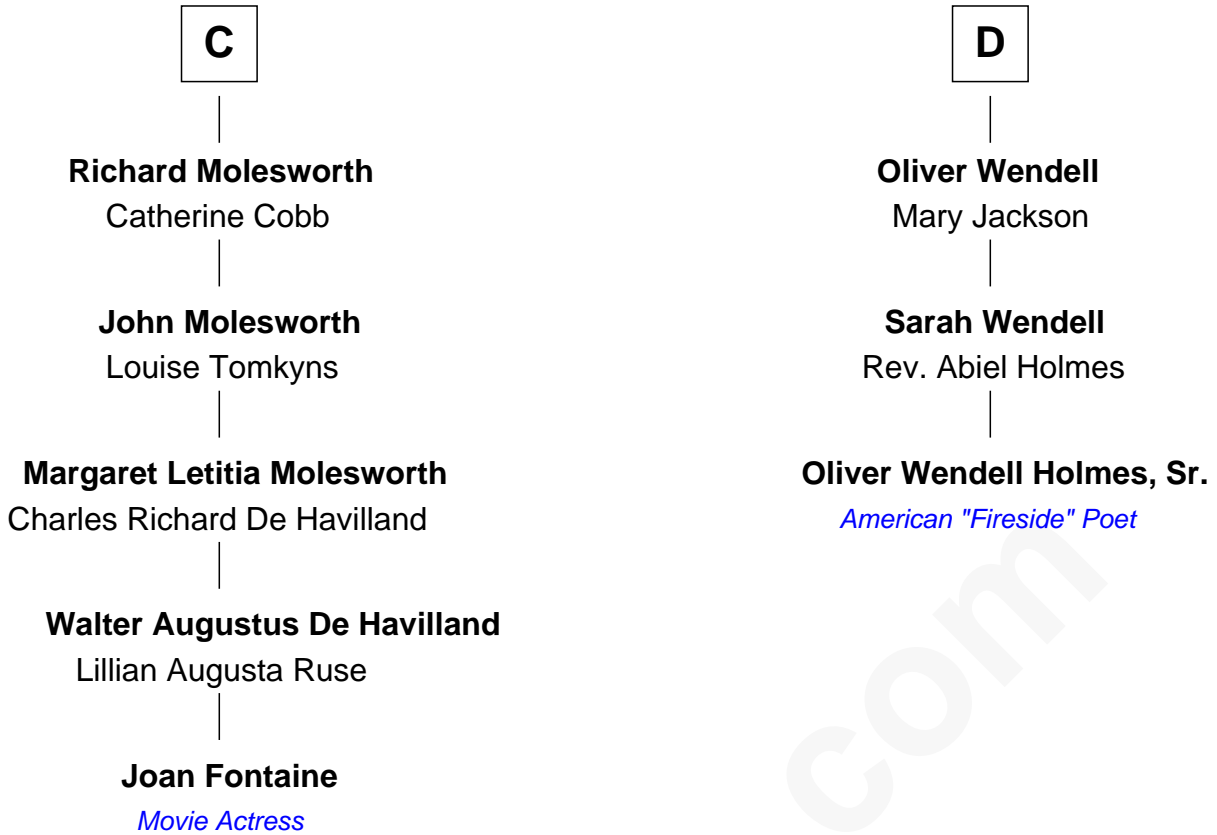 C
Richard Molesworth
Catherine Cobb
John Molesworth
Louise Tomkyns
Margaret Letitia Molesworth
Charles Richard De Havilland
Walter Augustus De Havilland
Lillian Augusta Ruse
Joan Fontaine
Movie Actress
D
Oliver Wendell
Mary Jackson
Sarah Wendell
Rev. Abiel Holmes
Oliver Wendell Holmes, Sr.
American "Fireside" Poet
com